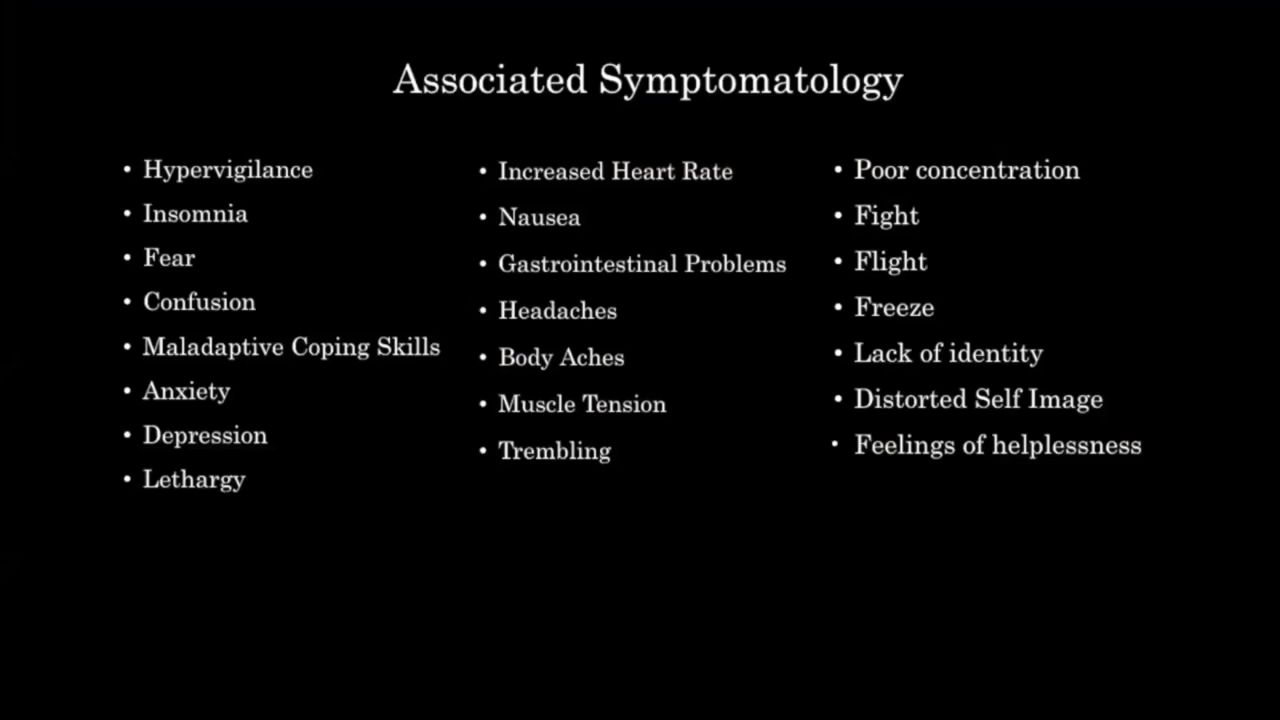 Associated Symptomatology
• Hypervigilance
• Insomnia
• Fear
• Confusion
• Maladaptive Coping Skills
• Anxiety
• Depression
• Lethargy
• Increased Heart Rate
• Nausea
• Gastrointestinal Problems
• Headaches
• Body Aches
• Muscle Tension
• Trembling
• Poor concentration
• Fight
• Flight
• Freeze
• Lack of identity
• Distorted Self Image
• Feelings of helplessness